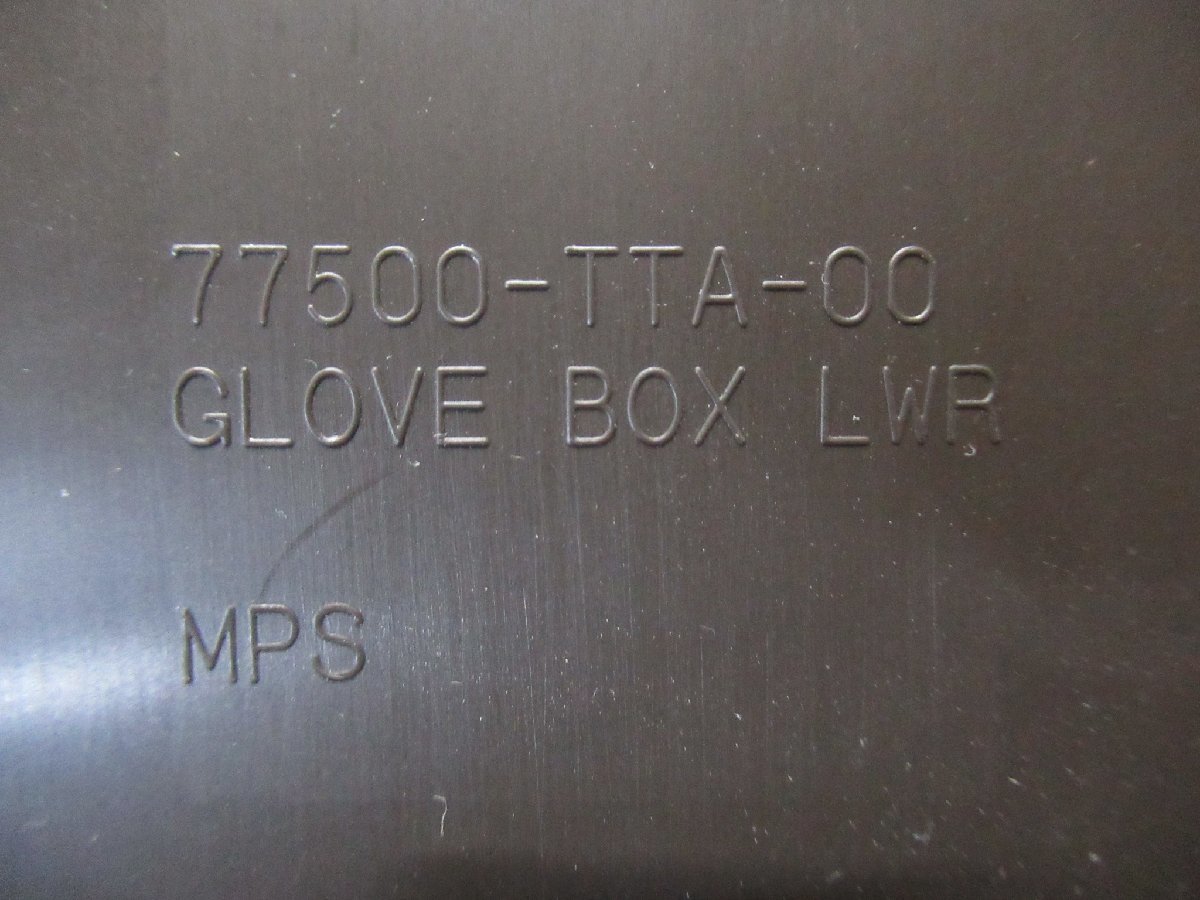 77500-TTA-00
GLOVE BOX LWR
MPS